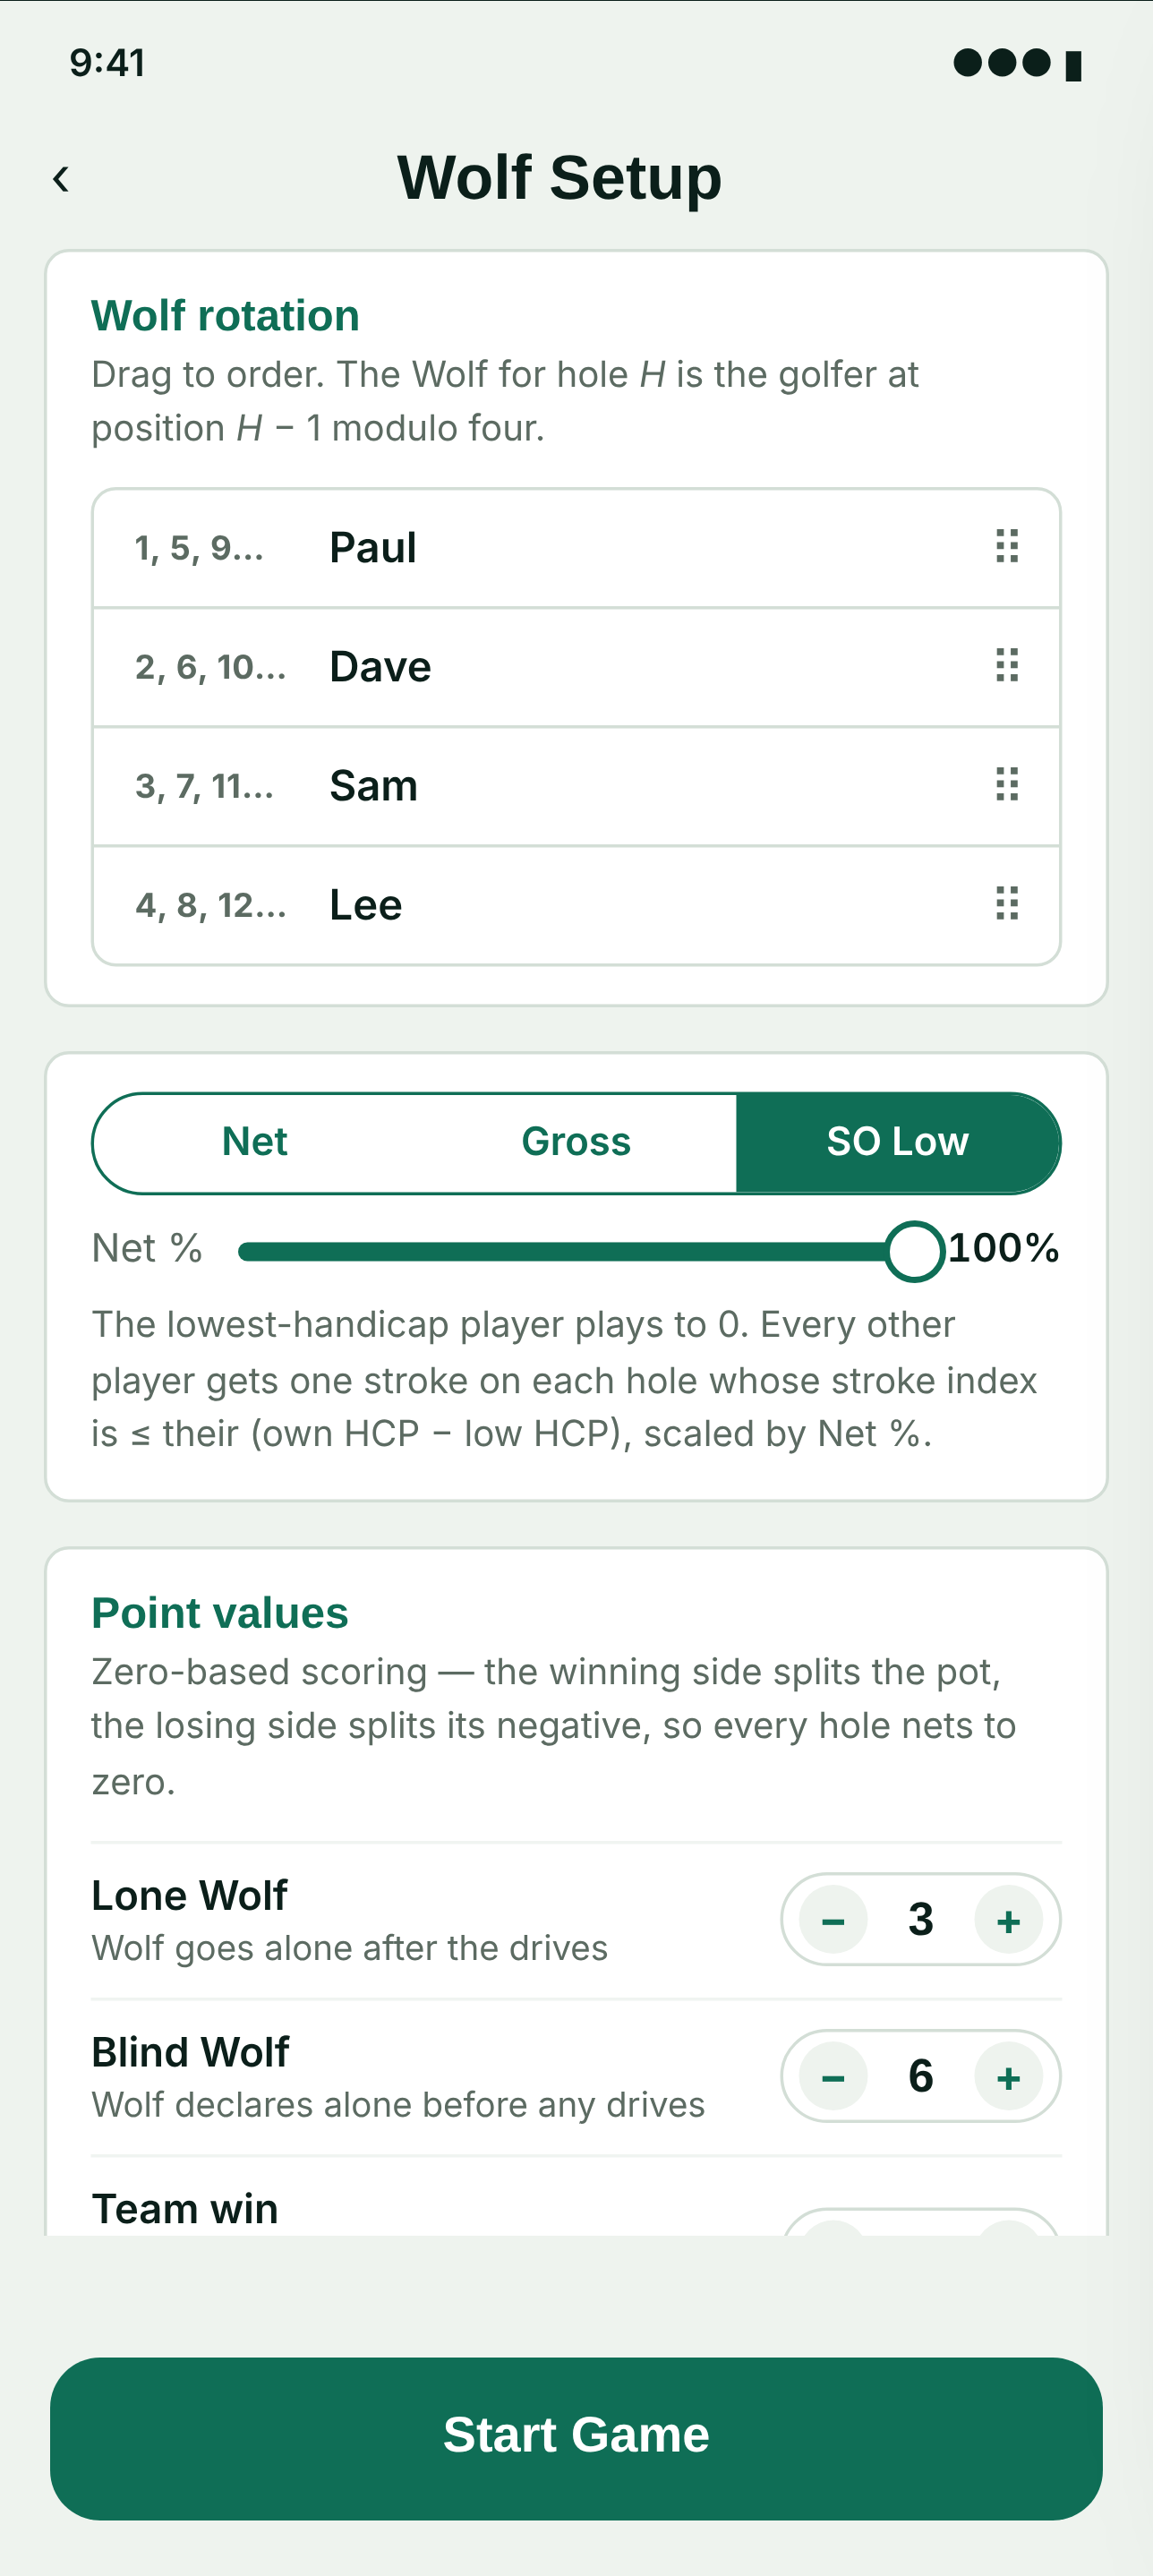 9:41
‹ Wolf Setup
Wolf rotation
Drag to order. The Wolf for hole H is the golfer at
position H − 1 modulo four.
1, 5, 9... Paul
2, 6, 10... Dave
3, 7, 11... Sam
4, 8, 12... Lee
Net Gross SO Low
Net % 100%
The lowest-handicap player plays to 0. Every other
player gets one stroke on each hole whose stroke index
is ≤ their (own HCP − low HCP), scaled by Net %.
Point values
Zero-based scoring — the winning side splits the pot,
the losing side splits its negative, so every hole nets to
zero.
Lone Wolf
Wolf goes alone after the drives
− 3 +
Blind Wolf
Wolf declares alone before any drives
− 6 +
Team win
Start Game